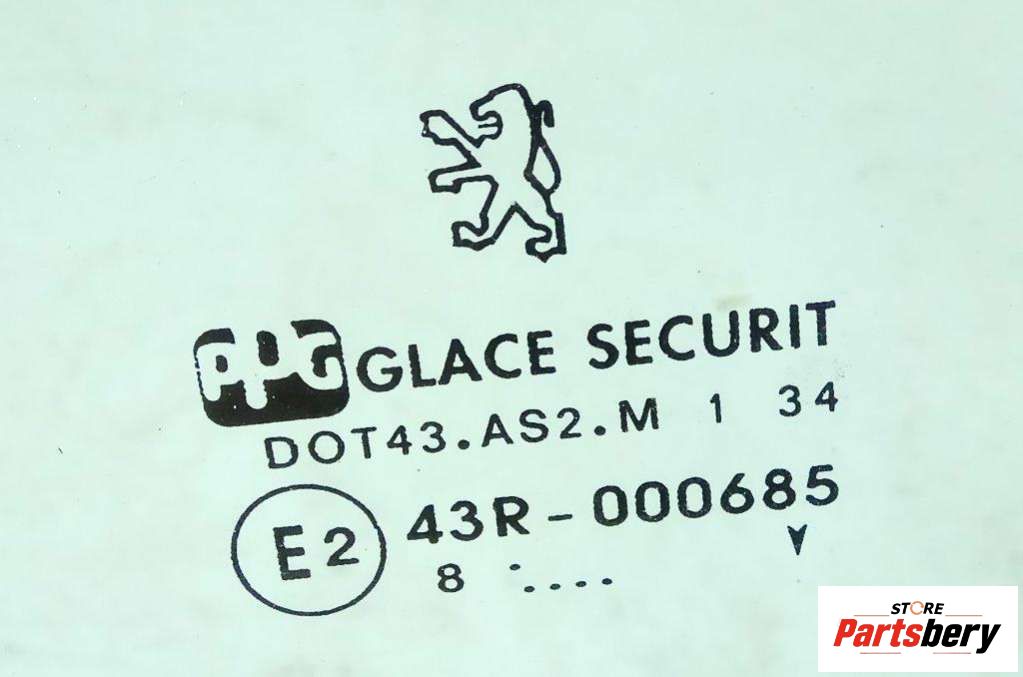 PPG GLACE SECURIT
DOT43.AS2.M 1 34
E2 43R-000685
8 :....
STORE
Partsbery